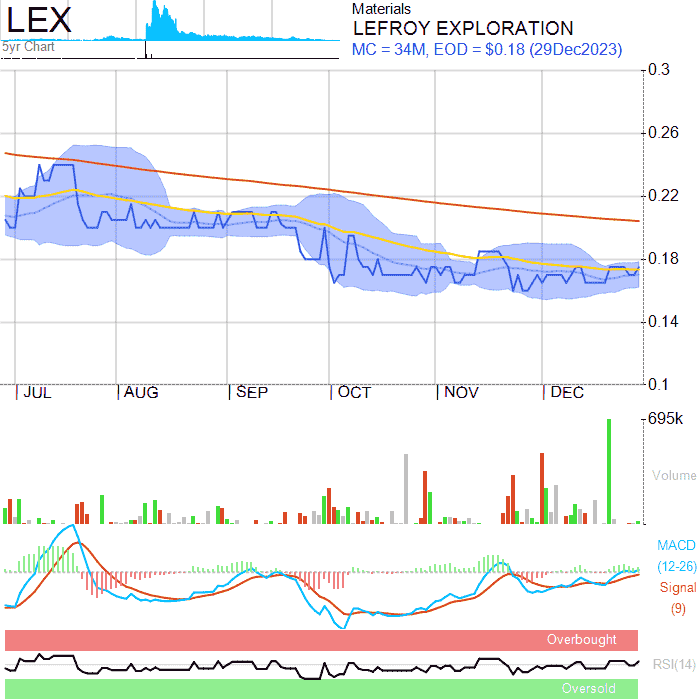 LEX
5yr Chart
Materials
LEFROY EXPLORATION
MC = 34M, EOD = $0.18 (29Dec2023)
0.3
0.26
0.22
0.18
0.14
0.1
JUL AUG SEP OCT NOV DEC
695k
Volume
MACD
(12-26)
Signal
(9)
Overbought
RSI(14)
Oversold